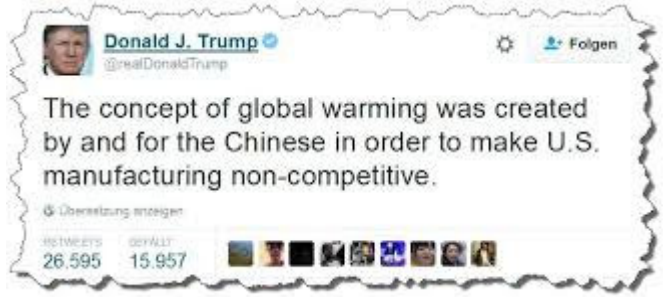 Donald J. Trump
Folgen
@realDonaldTrump
The concept of global warming was created
by and for the Chinese in order to make U.S.
manufacturing non-competitive.
Übersetzung anzeigen
RETWEETS GEFÄLLT
26.595 15.957